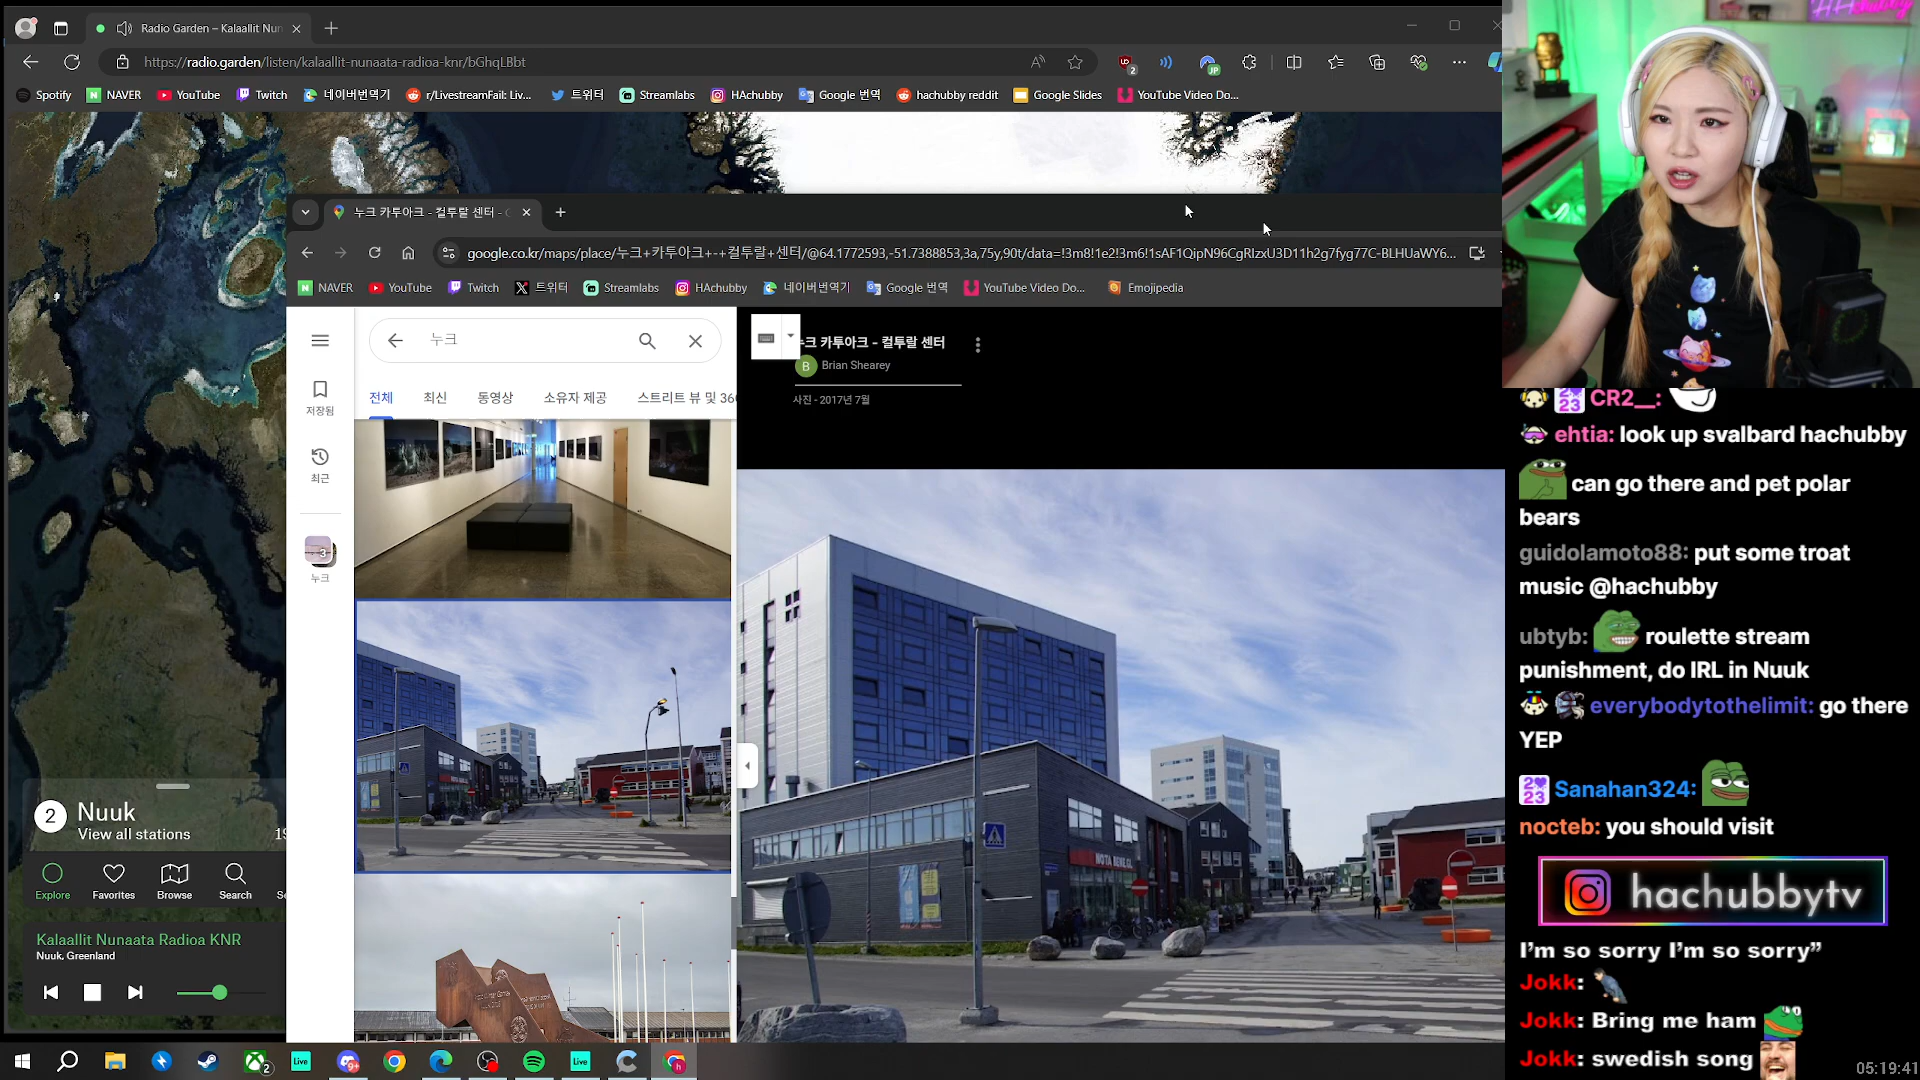 Radio Garden – Kalaallit Nun
https://radio.garden/listen/kalaallit-nunaata-radioa-knr/bGhqLBbt
Spotify NAVER YouTube Twitch 네이버번역기 r/LivestreamFail: Liv... 트위터 Streamlabs HAchubby Google 번역 hachubby reddit Google Slides YouTube Video Do...
누크 카투아크 - 컬투랄 센터 -
google.co.kr/maps/place/누크+카투아크+-+컬투랄+센터/@64.1772593,-51.7388853,3a,75y,90t/data=!3m8!1e2!3m6!1sAF1QipN96CgRIzxU3D11h2g7fyg77C-BLHUaWY6...
NAVER YouTube Twitch 트위터 Streamlabs HAchubby 네이버번역기 Google 번역 YouTube Video Do... Emojipedia
누크
전체 최신 동영상 소유자 제공 스트리트 뷰 및 36
저장됨
최근
3
누크
누크 카투아크 - 컬투랄 센터
B Brian Shearey
사진 - 2017년 7월
NOTA BENE.GL
2 Nuuk
View all stations
Explore Favorites Browse Search
Kalaallit Nunaata Radioa KNR
Nuuk, Greenland
CR2__:
ehtia: look up svalbard hachubby
can go there and pet polar
bears
guidolamoto88: put some troat
music @hachubby
ubtyb: roulette stream
punishment, do IRL in Nuuk
everybodytothelimit: go there
YEP
Sanahan324:
nocteb: you should visit
hachubbytv
I'm so sorry I'm so sorry”
Jokk:
Jokk: Bring me ham
Jokk: swedish song
05:19:41